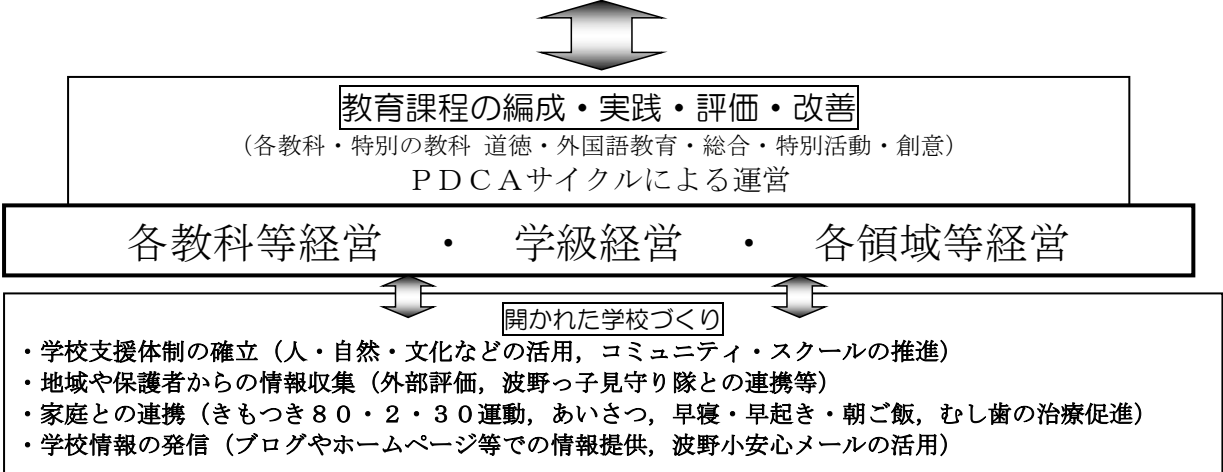 教育課程の編成・実践・評価・改善
（各教科・特別の教科 道徳・外国語教育・総合・特別活動・創意）
ＰＤＣＡサイクルによる運営
各教科等経営　・　学級経営　・　各領域等経営
開かれた学校づくり
・学校支援体制の確立（人・自然・文化などの活用，コミュニティ・スクールの推進）
・地域や保護者からの情報収集（外部評価，波野っ子見守り隊との連携等）
・家庭との連携（きもつき８０・２・３０運動，あいさつ，早寝・早起き・朝ご飯，むし歯の治療促進）
・学校情報の発信（ブログやホームページ等での情報提供，波野小安心メールの活用）